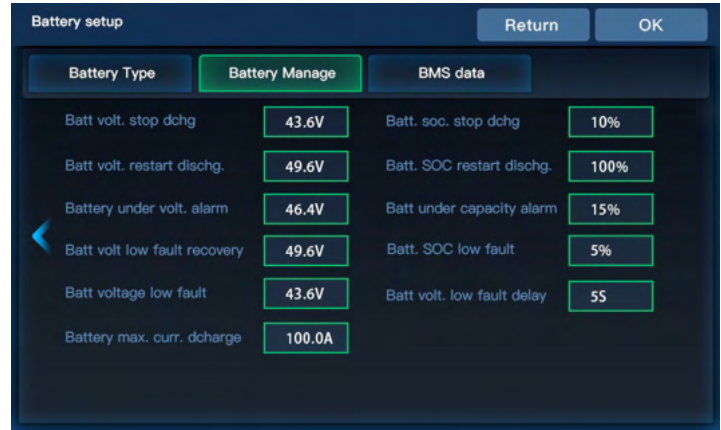 Battery setup Return OK
Battery Type Battery Manage BMS data
Batt volt. stop dchg 43.6V Batt. soc. stop dchg 10%
Batt volt. restart dischg. 49.6V Batt. SOC restart dischg. 100%
Battery under volt. alarm 46.4V Batt under capacity alarm 15%
Batt volt low fault recovery 49.6V Batt. SOC low fault 5%
Batt voltage low fault 43.6V Batt volt. low fault delay 5S
Battery max. curr. dcharge 100.0A